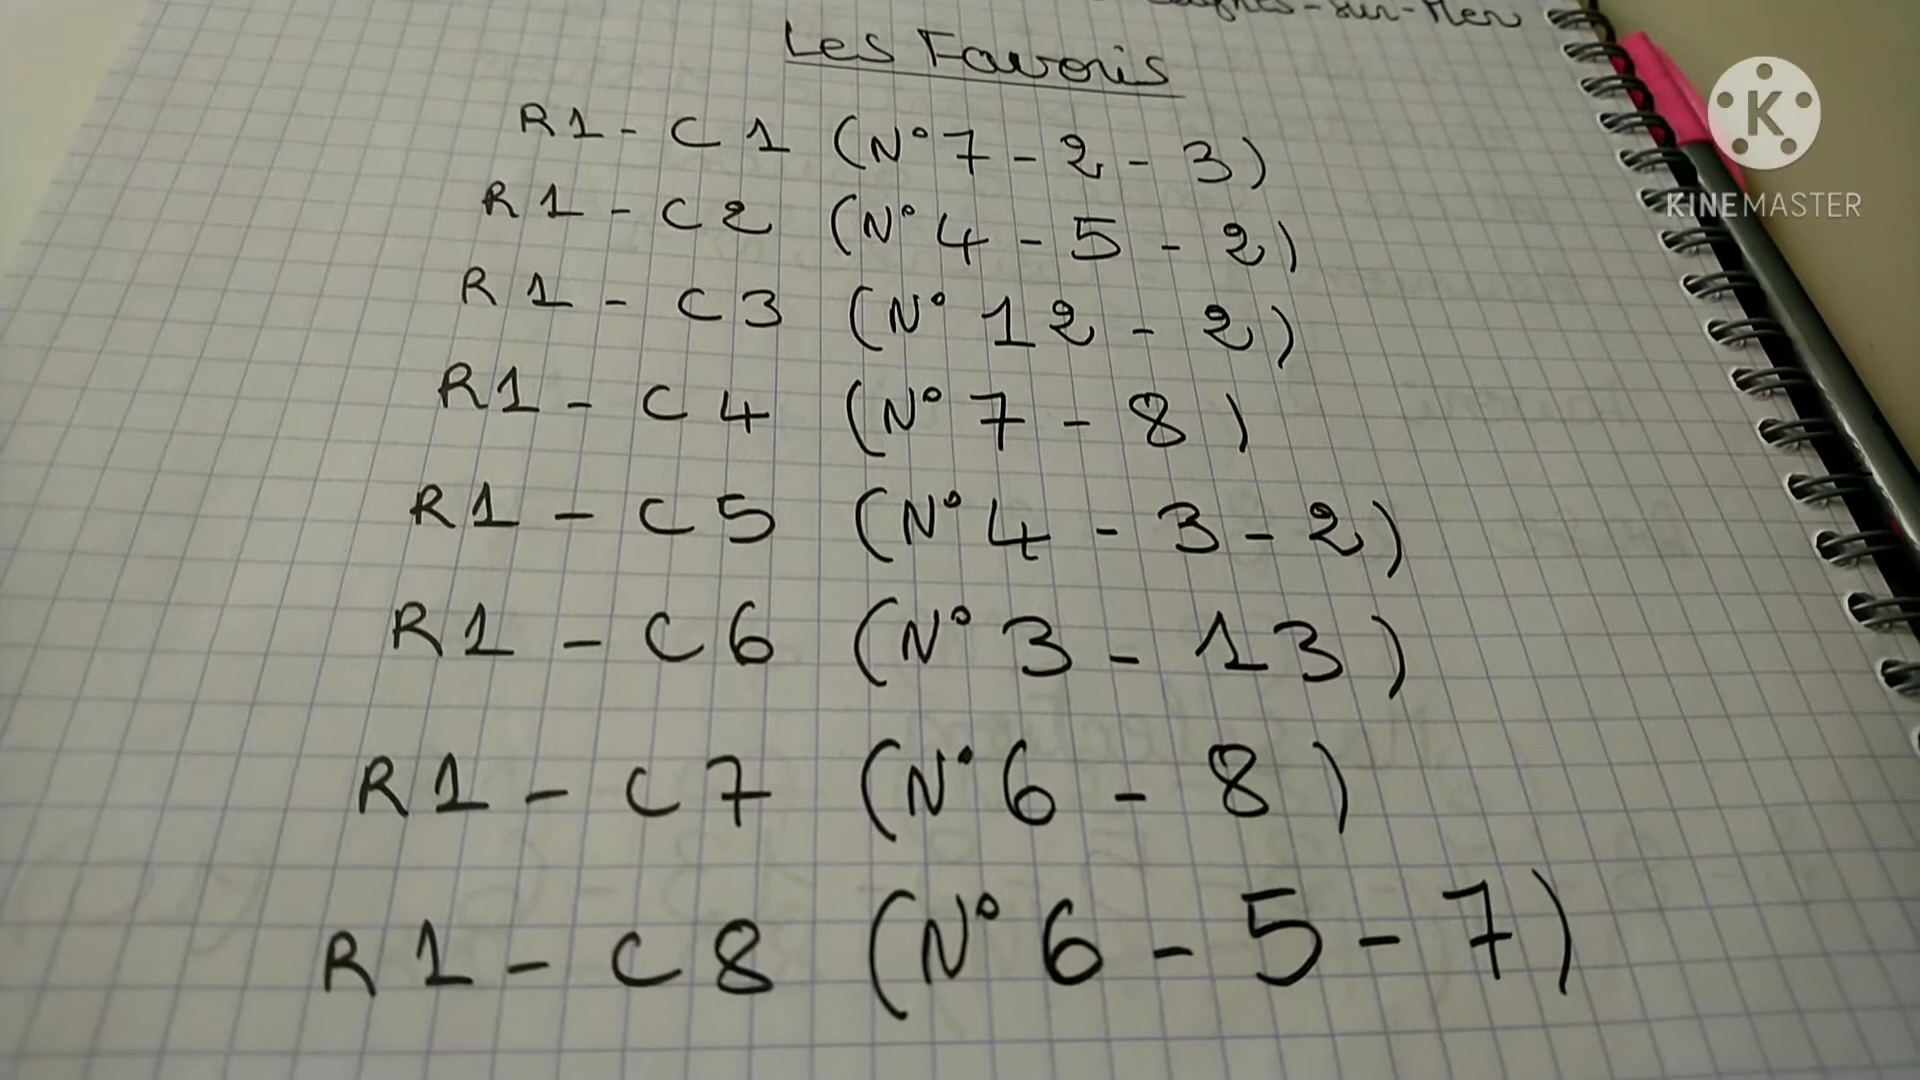 -sur-Mer
Les Favoris
R1 - C1 (N° 7 - 2 - 3)
R1 - C2 (N° 4 - 5 - 2)
R1 - C3 (N° 12 - 2)
R1 - C4 (N° 7 - 8)
R1 - C5 (N° 4 - 3 - 2)
R1 - C6 (N° 3 - 13)
R1 - C7 (N° 6 - 8)
R1 - C8 (N° 6 - 5 - 7)
K
KINEMASTER